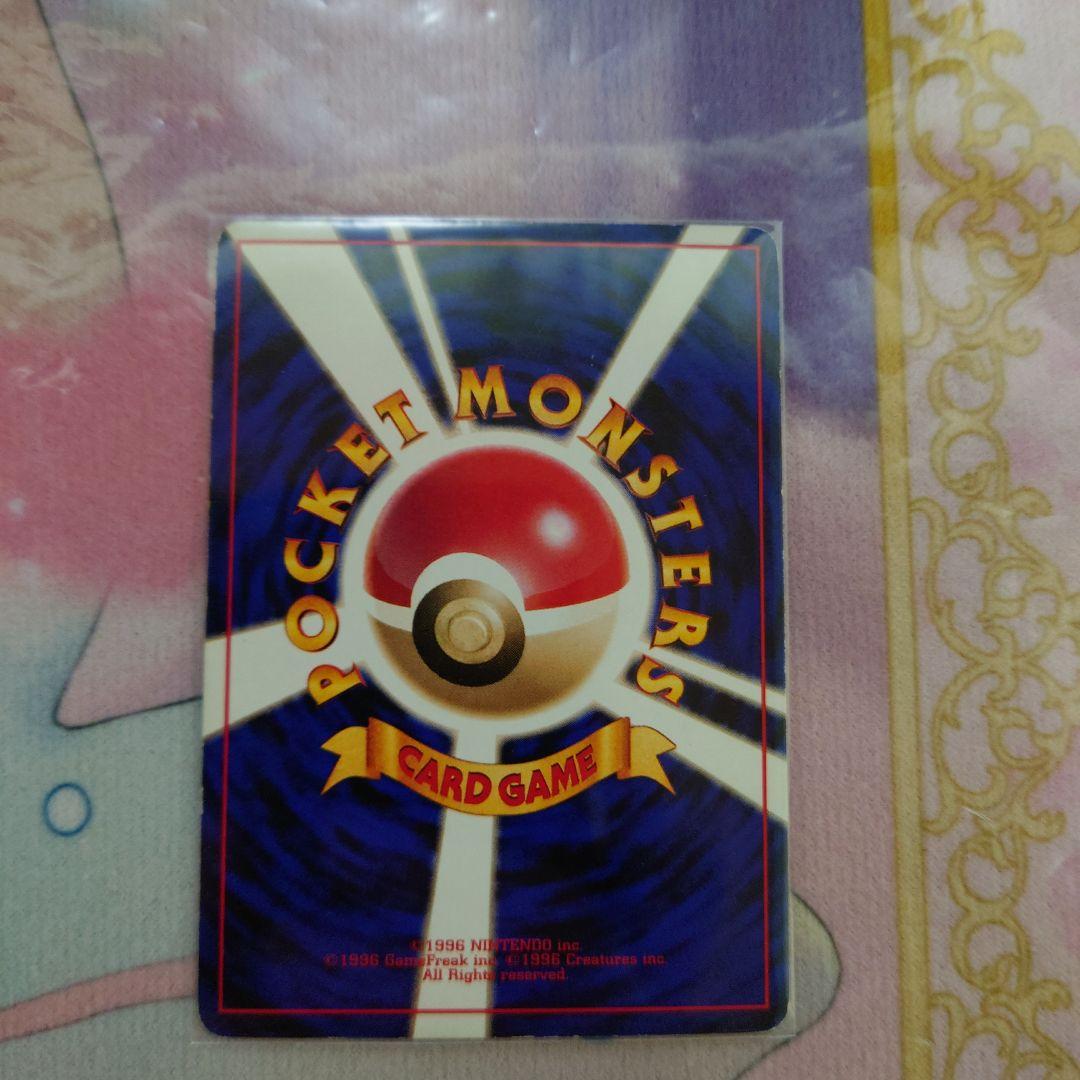 POCKET MONSTERS
CARD GAME
©1996 NINTENDO inc.
©1996 GameFreak inc. ©1996 Creatures inc.
All Rights reserved.